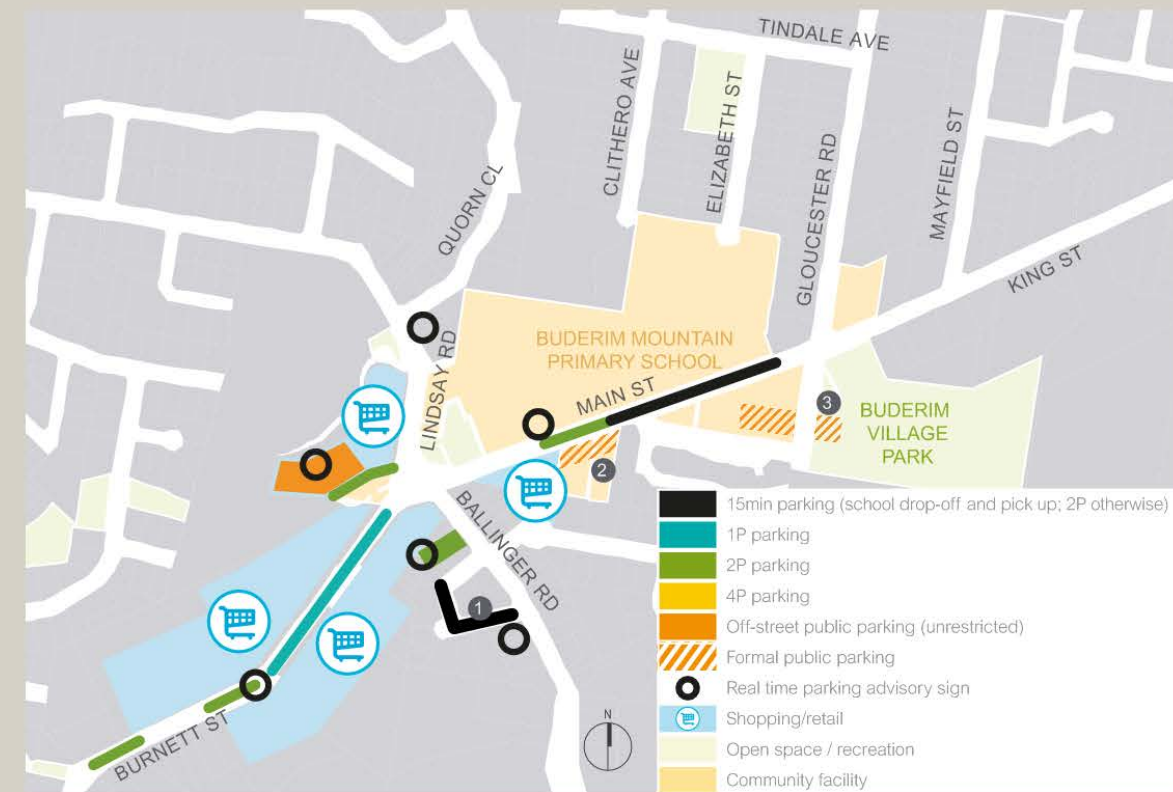 TINDALE AVE
CLITHERO AVE
ELIZABETH ST
GLOUCESTER RD
MAYFIELD ST
KING ST
QUORN CL
LINDSAY RD
BUDERIM MOUNTAIN
PRIMARY SCHOOL
MAIN ST
3
BUDERIM
VILLAGE
PARK
2
BALLINGER RD
1
BURNETT ST
N
15min parking (school drop-off and pick up; 2P otherwise)
1P parking
2P parking
4P parking
Off-street public parking (unrestricted)
Formal public parking
Real time parking advisory sign
Shopping/retail
Open space / recreation
Community facility